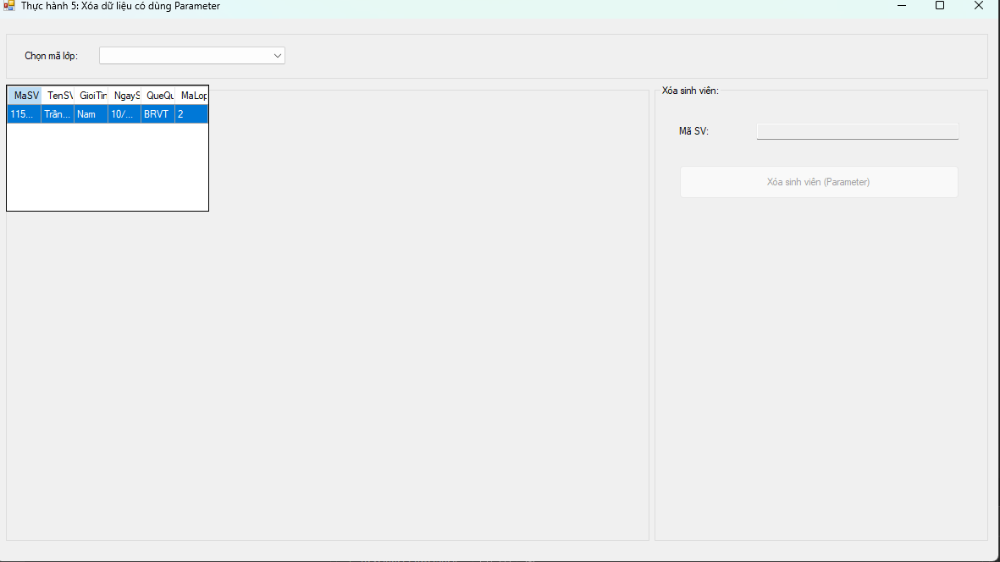 Thực hành 5: Xóa dữ liệu có dùng Parameter
Chọn mã lớp:
MaSV TenSV GioiTin NgayS QueQu MaLop
115... Trần... Nam 10/... BRVT 2
Xóa sinh viên:
Mã SV:
Xóa sinh viên (Parameter)